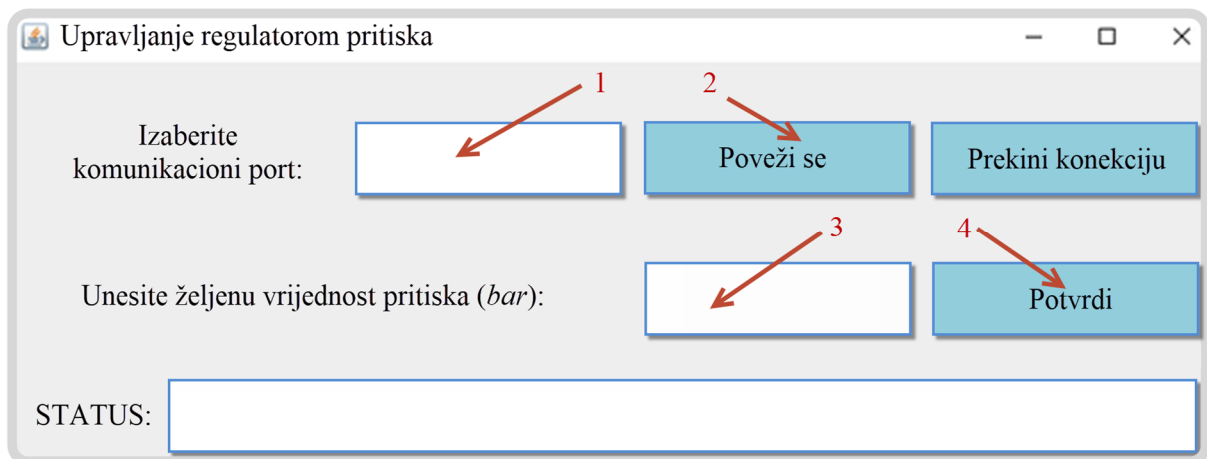 Upravljanje regulatorom pritiska
1
2
Izaberite
komunikacioni port:
Poveži se
Prekini konekciju
3
4
Unesite željenu vrijednost pritiska (bar):
Potvrdi
STATUS: